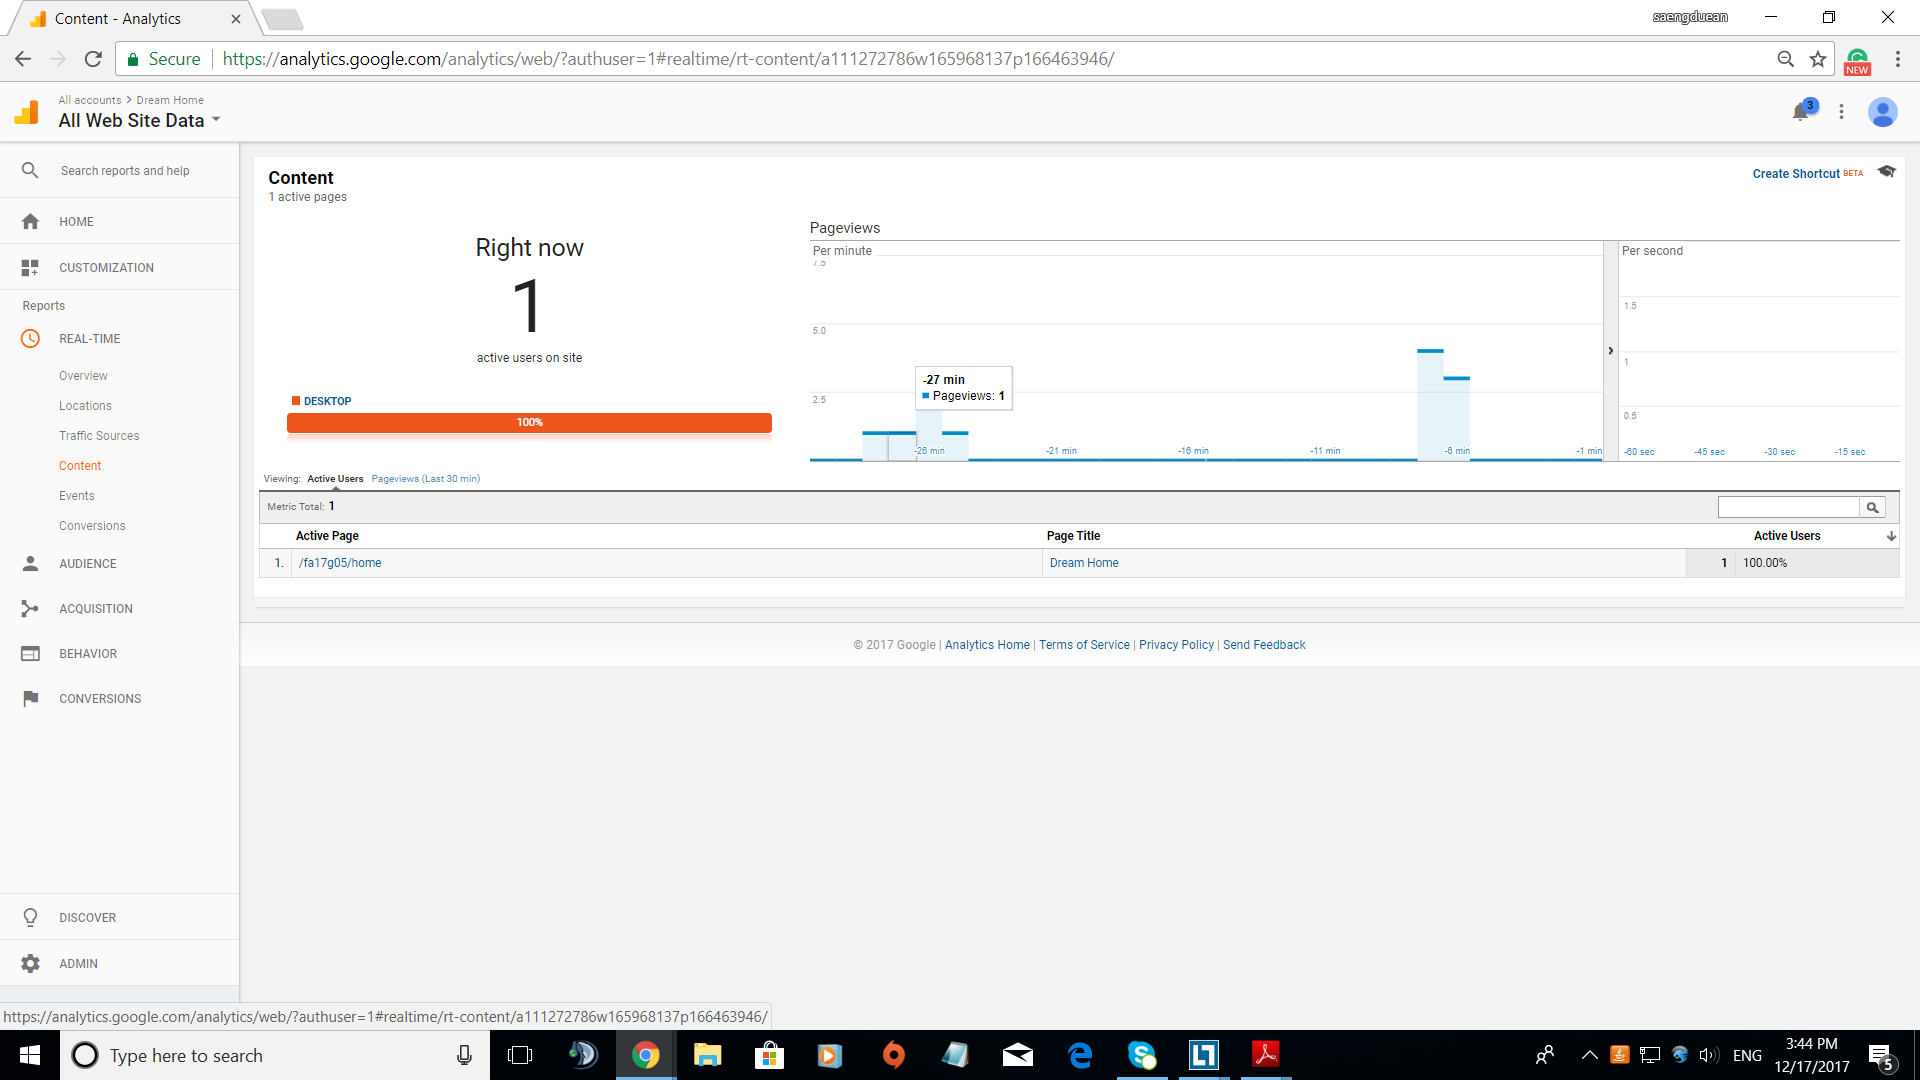 Content - Analytics
saengduean
Secure
https://analytics.google.com/analytics/web/?authuser=1#realtime/rt-content/a111272786w165968137p166463946/
NEW
All accounts > Dream Home
All Web Site Data
3
Search reports and help
HOME
CUSTOMIZATION
Reports
REAL-TIME
Overview
Locations
Traffic Sources
Content
Events
Conversions
AUDIENCE
ACQUISITION
BEHAVIOR
CONVERSIONS
DISCOVER
ADMIN
Content
1 active pages
Create Shortcut BETA
Right now
1
active users on site
DESKTOP
100%
Pageviews
Per minute
7.5
5.0
2.5
-27 min
Pageviews: 1
-26 min
-21 min
-16 min
-11 min
-6 min
-1 min
Per second
1.5
1
0.5
-60 sec
-45 sec
-30 sec
-15 sec
Viewing: Active Users Pageviews (Last 30 min)
Metric Total: 1
Active Page Page Title Active Users
1. /fa17g05/home Dream Home 1 100.00%
© 2017 Google | Analytics Home | Terms of Service | Privacy Policy | Send Feedback
https://analytics.google.com/analytics/web/?authuser=1#realtime/rt-content/a111272786w165968137p166463946/
Type here to search
ENG
3:44 PM
12/17/2017
5